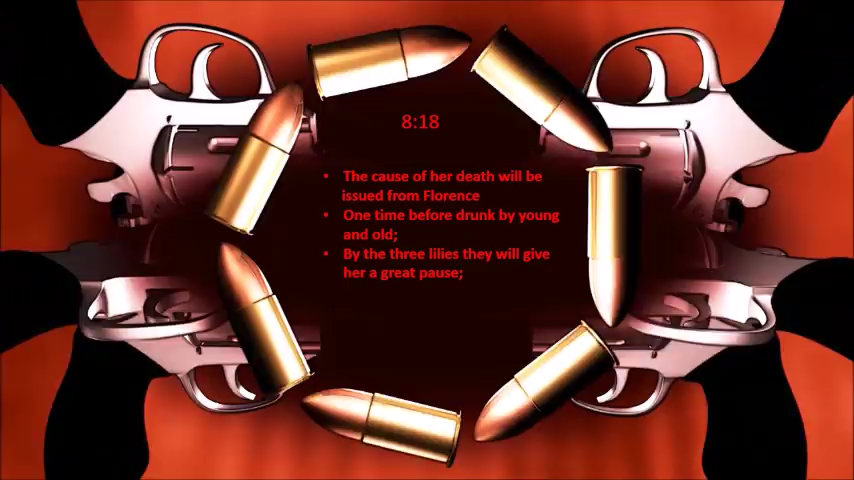 8:18
• The cause of her death will be
issued from Florence
• One time before drunk by young
and old;
• By the three lilies they will give
her a great pause;